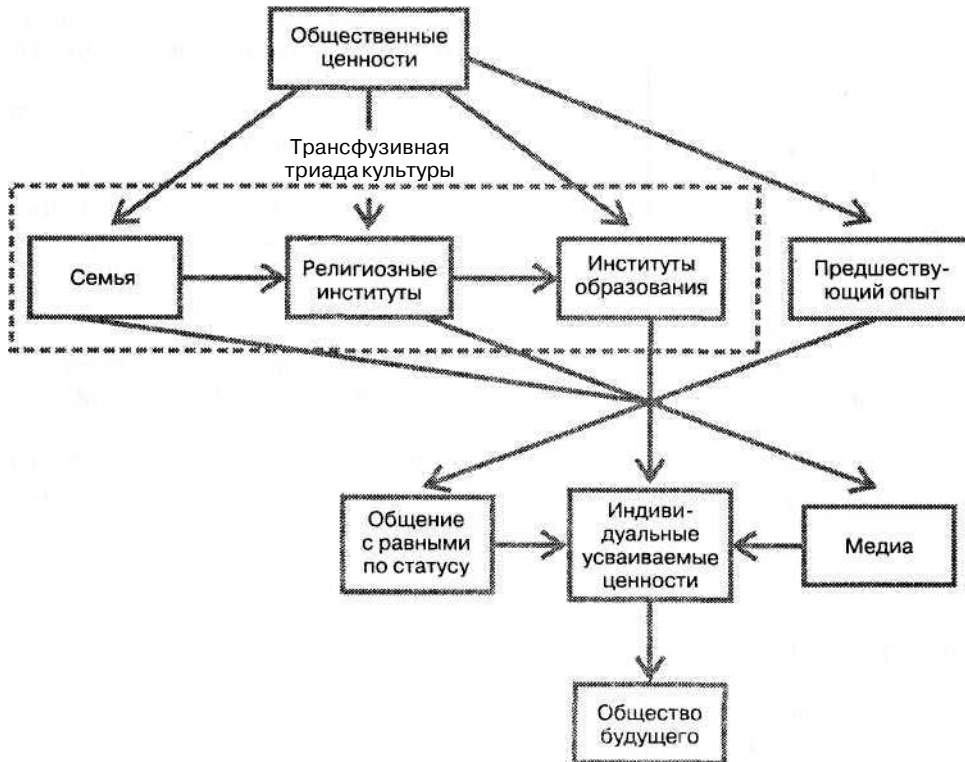 Общественные
ценности
Трансфузивная
триада культуры
Семья
Религиозные
институты
Институты
образования
Предшеству-
ющий опыт
Общение
с равными
по статусу
Индиви-
дуальные
усваиваемые
ценности
Медиа
Общество
будущего